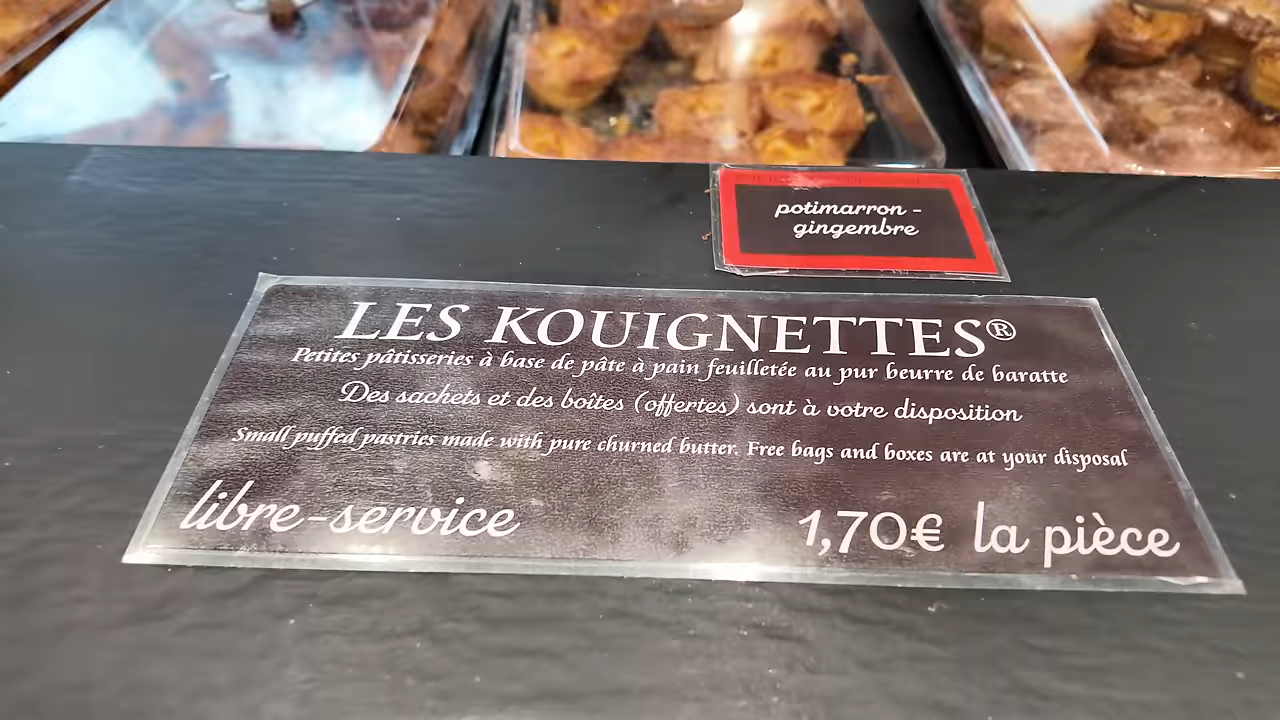 potimarron -
gingembre
LES KOUIGNETTES®
Petites pâtisseries à base de pâte à pain feuilletée au pur beurre de baratte
Des sachets et des boîtes (offertes) sont à votre disposition
Small puffed pastries made with pure churned butter. Free bags and boxes are at your disposal
libre-service
1,70€ la pièce